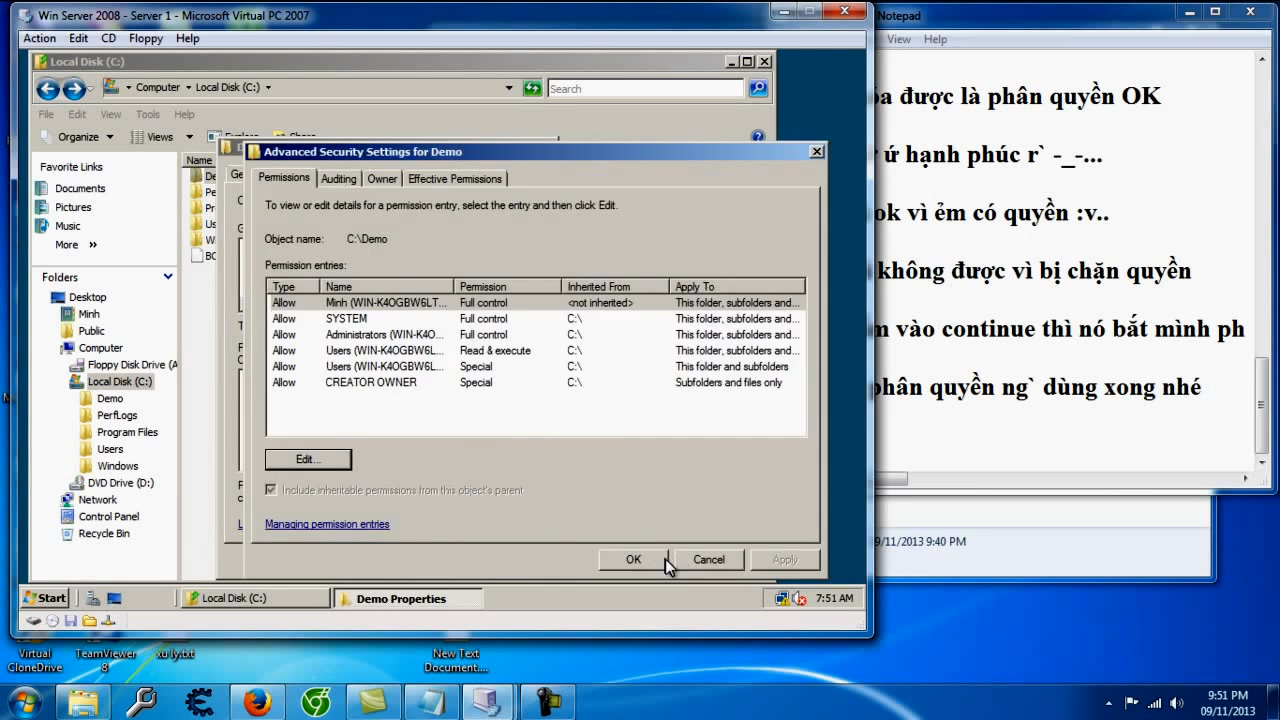 Win Server 2008 - Server 1 - Microsoft Virtual PC 2007
Notepad
Action Edit CD Floppy Help
View Help
Local Disk (C:)
Computer Local Disk (C:) Search
File Edit View Tools Help
Organize Views
Favorite Links
Documents
Pictures
Music
More »
Folders
Desktop
Minh
Public
Computer
Floppy Disk Drive (A
Local Disk (C:)
Demo
PerfLogs
Program Files
Users
Windows
DVD Drive (D:)
Network
Control Panel
Recycle Bin
Name
Advanced Security Settings for Demo
Permissions Auditing Owner Effective Permissions
To view or edit details for a permission entry, select the entry and then click Edit.
Object name: C:\Demo
Permission entries:
Type Name Permission Inherited From Apply To
Allow Minh (WIN-K4OGBW6LT... Full control <not inherited> This folder, subfolders and...
Allow SYSTEM Full control C:\ This folder, subfolders and...
Allow Administrators (WIN-K4O... Full control C:\ This folder, subfolders and...
Allow Users (WIN-K4OGBW6L... Read & execute C:\ This folder, subfolders and...
Allow Users (WIN-K4OGBW6L... Special C:\ This folder and subfolders
Allow CREATOR OWNER Special C:\ Subfolders and files only
Edit...
Include inheritable permissions from this object's parent
Managing permission entries
OK Cancel Apply
Start Local Disk (C:) Demo Properties 7:51 AM
được là phân quyền OK
ứ hạnh phúc r` -_-...
ok vì ẻm có quyền :v..
không được vì bị chặn quyền
vào continue thì nó bắt mình ph
phân quyền ng` dùng xong nhé
9/11/2013 9:40 PM
Virtual
CloneDrive
TeamViewer
8
xu ly.txt
New Text
Document....
9:51 PM
09/11/2013